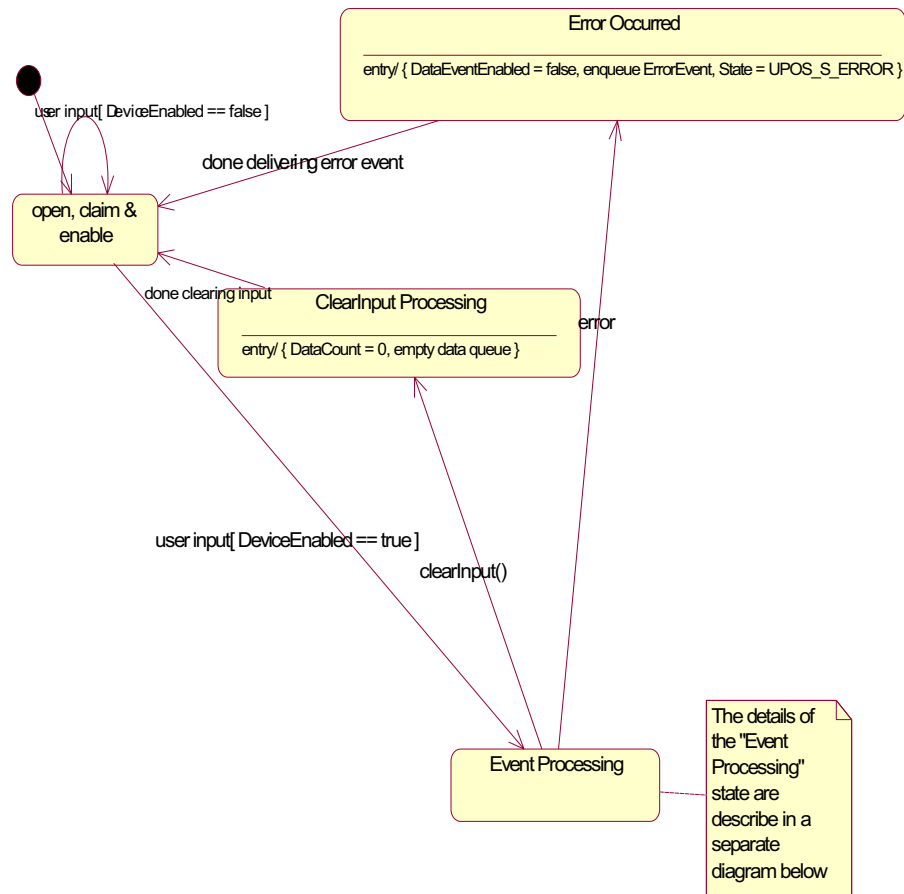 Error Occurred
entry/ { DataEventEnabled = false, enqueue ErrorEvent, State = UPOS_S_ERROR }
user input[ DeviceEnabled == false ]
done delivering error event
open, claim &
enable
done clearing input
ClearInput Processing
entry/ { DataCount = 0, empty data queue }
error
user input[ DeviceEnabled == true ]
clearInput()
Event Processing
The details of
the "Event
Processing"
state are
describe in a
separate
diagram below